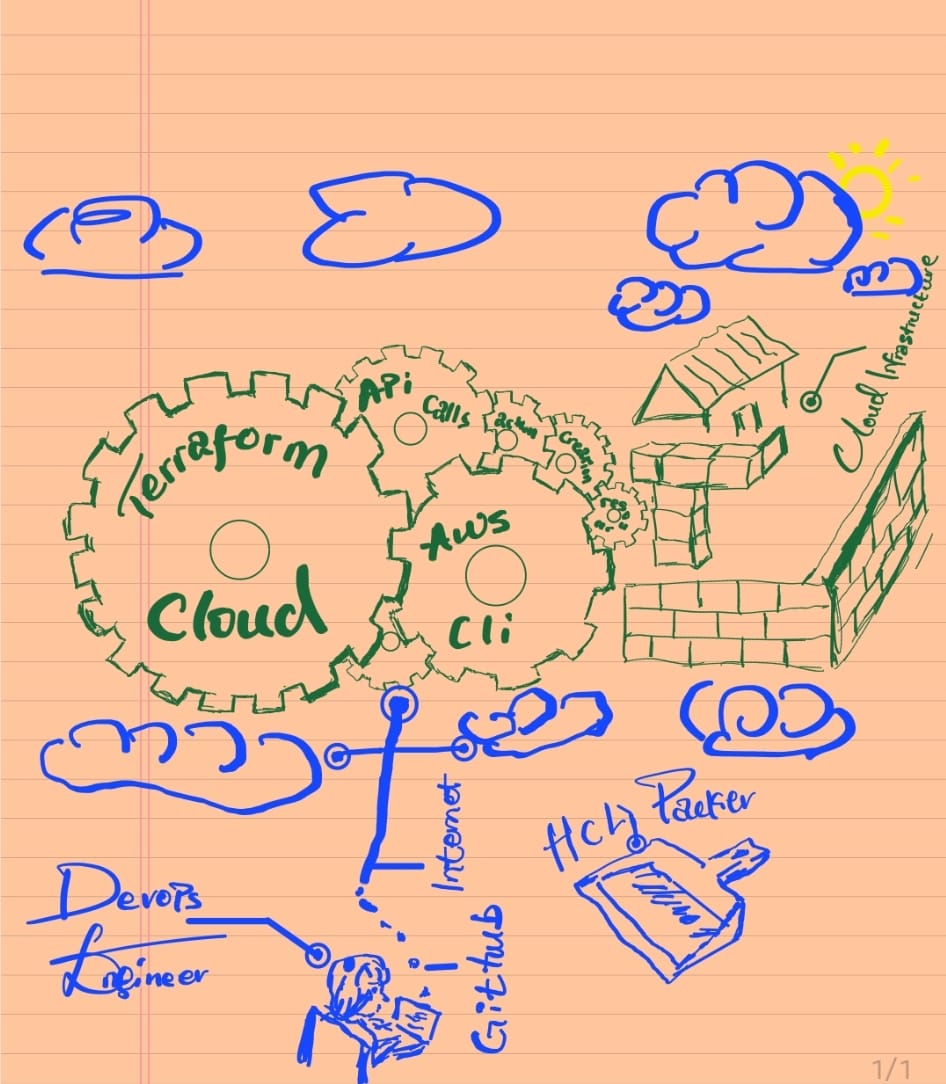 Cloud Infrastructure
APi
Calls
action
Creation
Terraform
Cloud
Aws
Cli
Internet
HCL, Packer
Devops
Engineer
Github
1/1